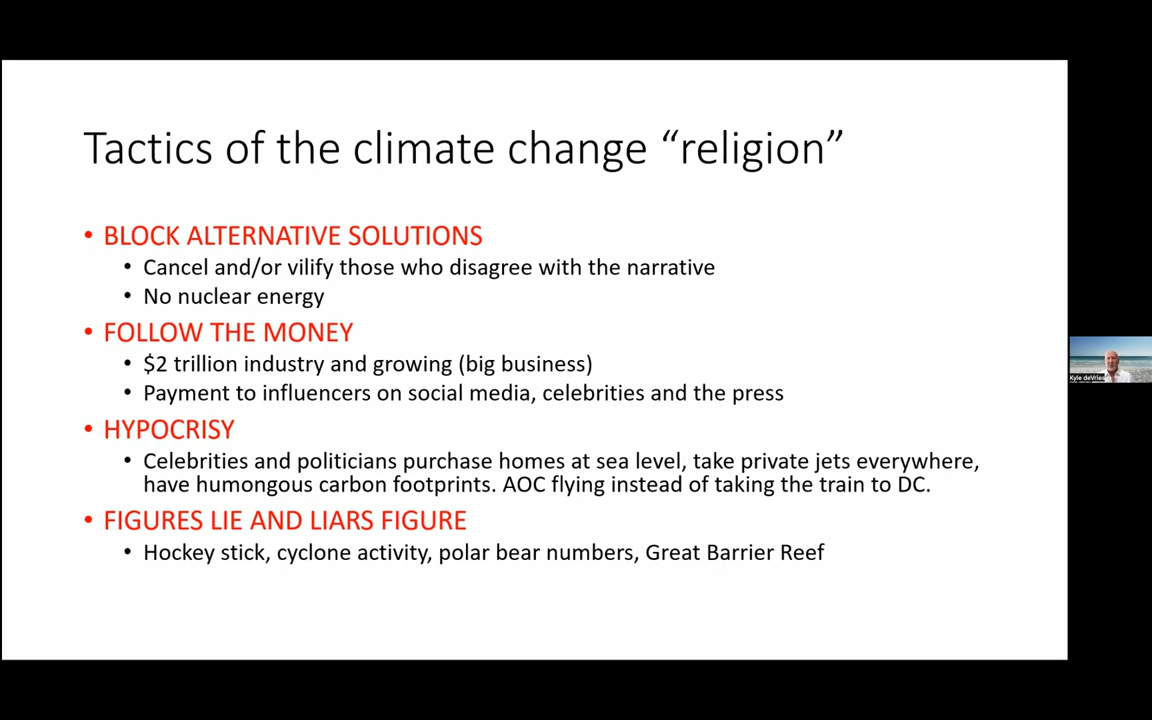 Tactics of the climate change “religion”
• BLOCK ALTERNATIVE SOLUTIONS
• Cancel and/or vilify those who disagree with the narrative
• No nuclear energy
• FOLLOW THE MONEY
• $2 trillion industry and growing (big business)
• Payment to influencers on social media, celebrities and the press
• HYPOCRISY
• Celebrities and politicians purchase homes at sea level, take private jets everywhere,
have humongous carbon footprints. AOC flying instead of taking the train to DC.
• FIGURES LIE AND LIARS FIGURE
• Hockey stick, cyclone activity, polar bear numbers, Great Barrier Reef
Kyle deVries